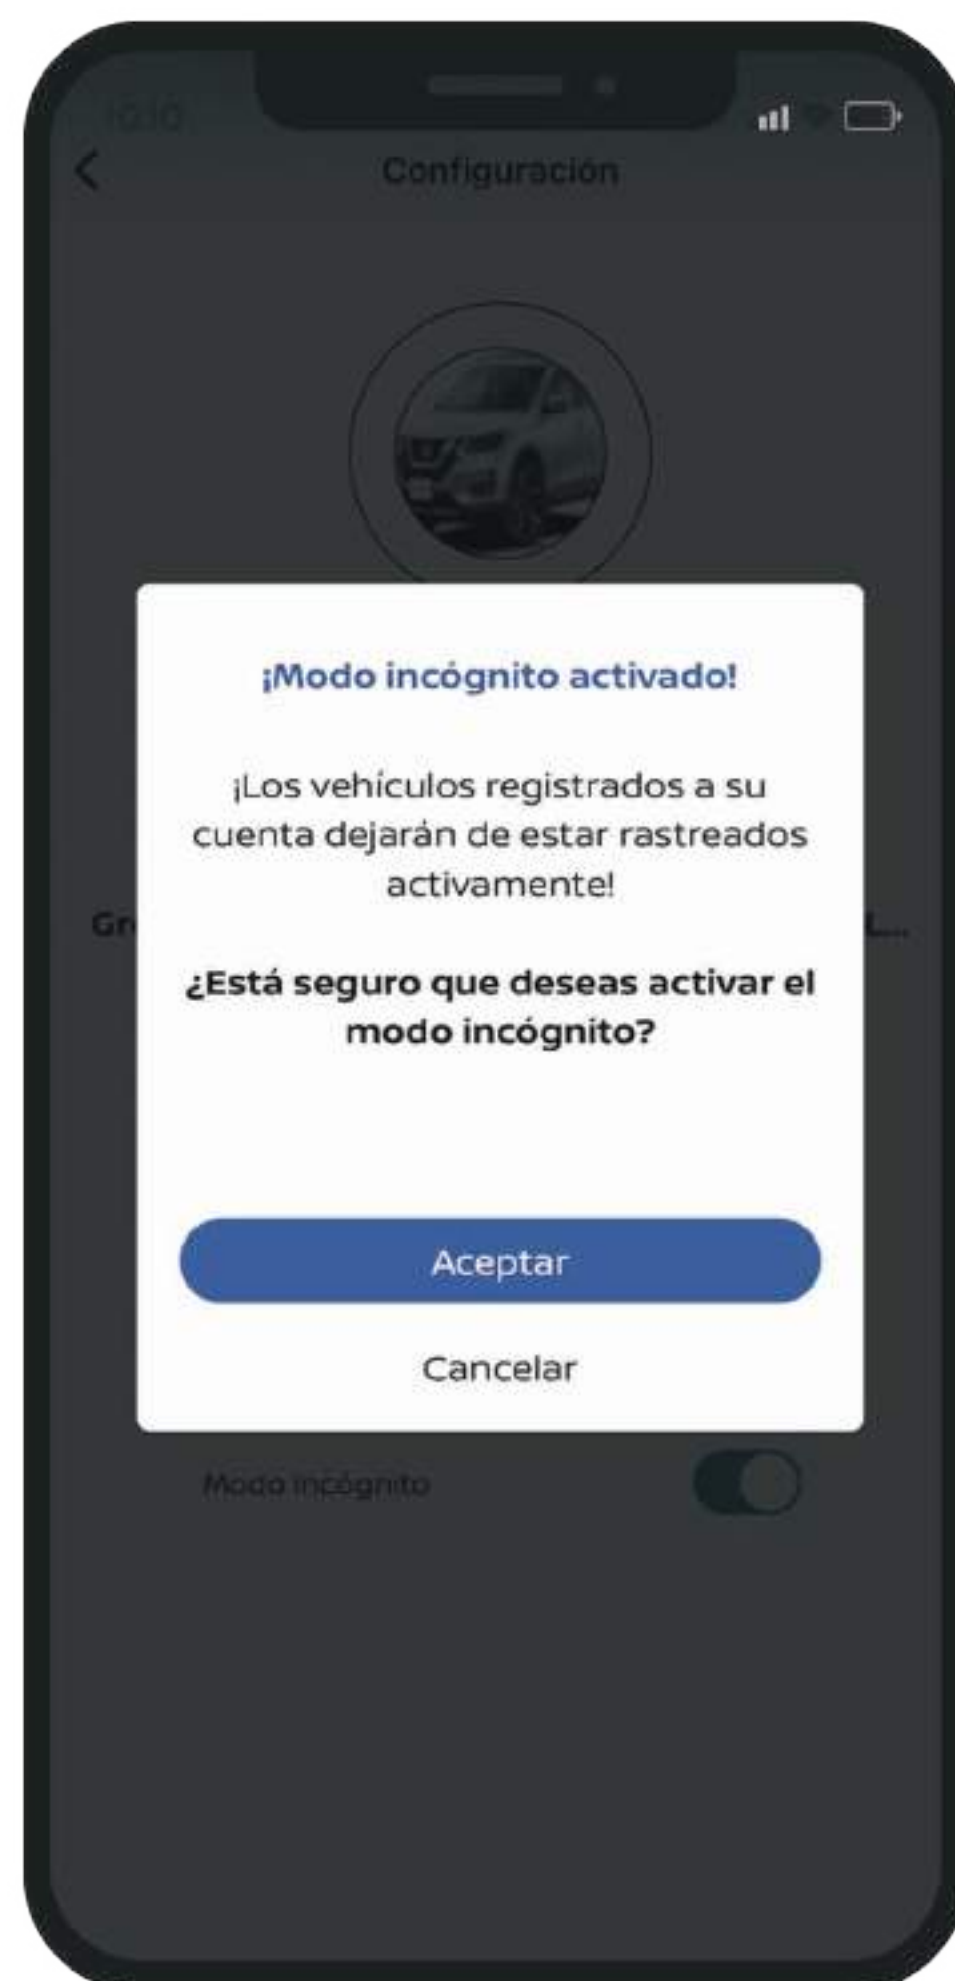 10:10
Configuración
¡Modo incógnito activado!
¡Los vehículos registrados a su
cuenta dejarán de estar rastreados
activamente!
¿Está seguro que deseas activar el
modo incógnito?
Aceptar
Cancelar
Modo incógnito